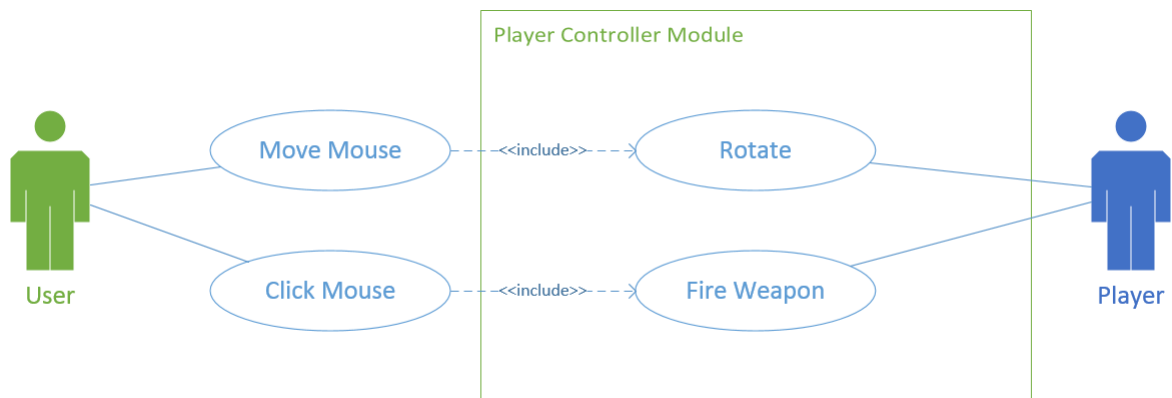 Player Controller Module
Move Mouse
<<include>>
Rotate
User
Click Mouse
<<include>>
Fire Weapon
Player